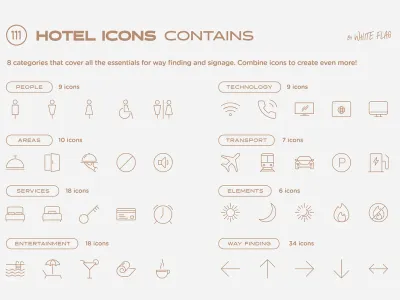 111 HOTEL ICONS CONTAINS
BY WHITE FLAG
8 categories that cover all the essentials for way finding and signage. Combine icons to create even more!
PEOPLE 9 icons
TECHNOLOGY 9 icons
AREAS 10 icons
TRANSPORT 7 icons
P
SERVICES 18 icons
ELEMENTS 6 icons
ENTERTAINMENT 18 icons
WAY FINDING 34 icons